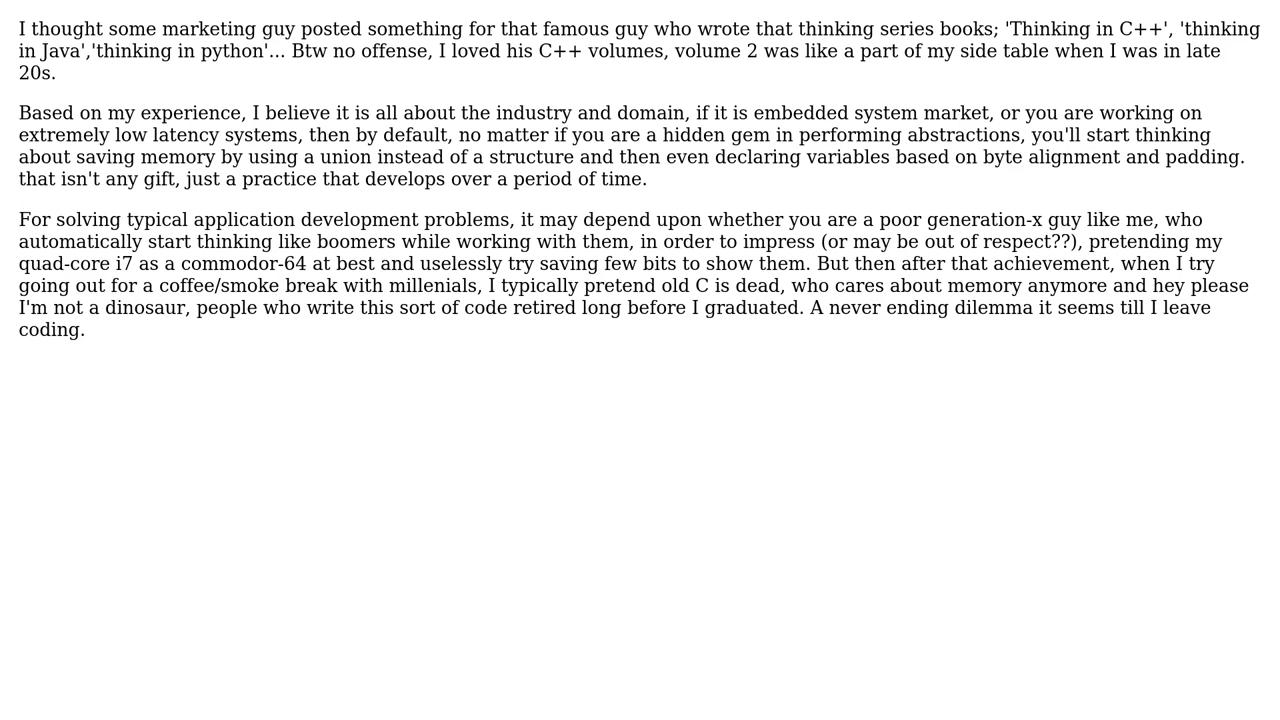 I thought some marketing guy posted something for that famous guy who wrote that thinking series books; 'Thinking in C++', 'thinking
in Java','thinking in python'... Btw no offense, I loved his C++ volumes, volume 2 was like a part of my side table when I was in late
20s.
Based on my experience, I believe it is all about the industry and domain, if it is embedded system market, or you are working on
extremely low latency systems, then by default, no matter if you are a hidden gem in performing abstractions, you'll start thinking
about saving memory by using a union instead of a structure and then even declaring variables based on byte alignment and padding.
that isn't any gift, just a practice that develops over a period of time.
For solving typical application development problems, it may depend upon whether you are a poor generation-x guy like me, who
automatically start thinking like boomers while working with them, in order to impress (or may be out of respect??), pretending my
quad-core i7 as a commodor-64 at best and uselessly try saving few bits to show them. But then after that achievement, when I try
going out for a coffee/smoke break with millenials, I typically pretend old C is dead, who cares about memory anymore and hey please
I'm not a dinosaur, people who write this sort of code retired long before I graduated. A never ending dilemma it seems till I leave
coding.